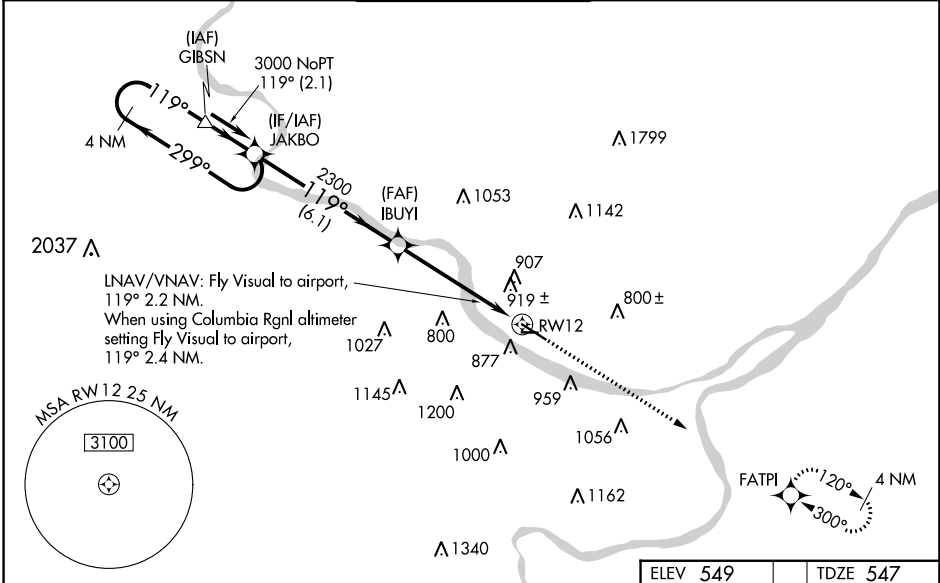 (IAF)
GIBSN
3000 NoPT
119° (2.1)
(IF/IAF)
JAKBO
119°
4 NM
299°
2300
119°
(6.1)
(FAF)
IBUYI
1799
1053
1142
2037
LNAV/VNAV: Fly Visual to airport,
119° 2.2 NM.
When using Columbia Rgnl altimeter
setting Fly Visual to airport,
119° 2.4 NM.
907
919 ±
800 ±
RW12
1027
800
877
1145
1200
959
1056
1000
MSA RW12 25 NM
3100
FATPI
120°
4 NM
300°
1162
1340
ELEV 549
TDZE 547